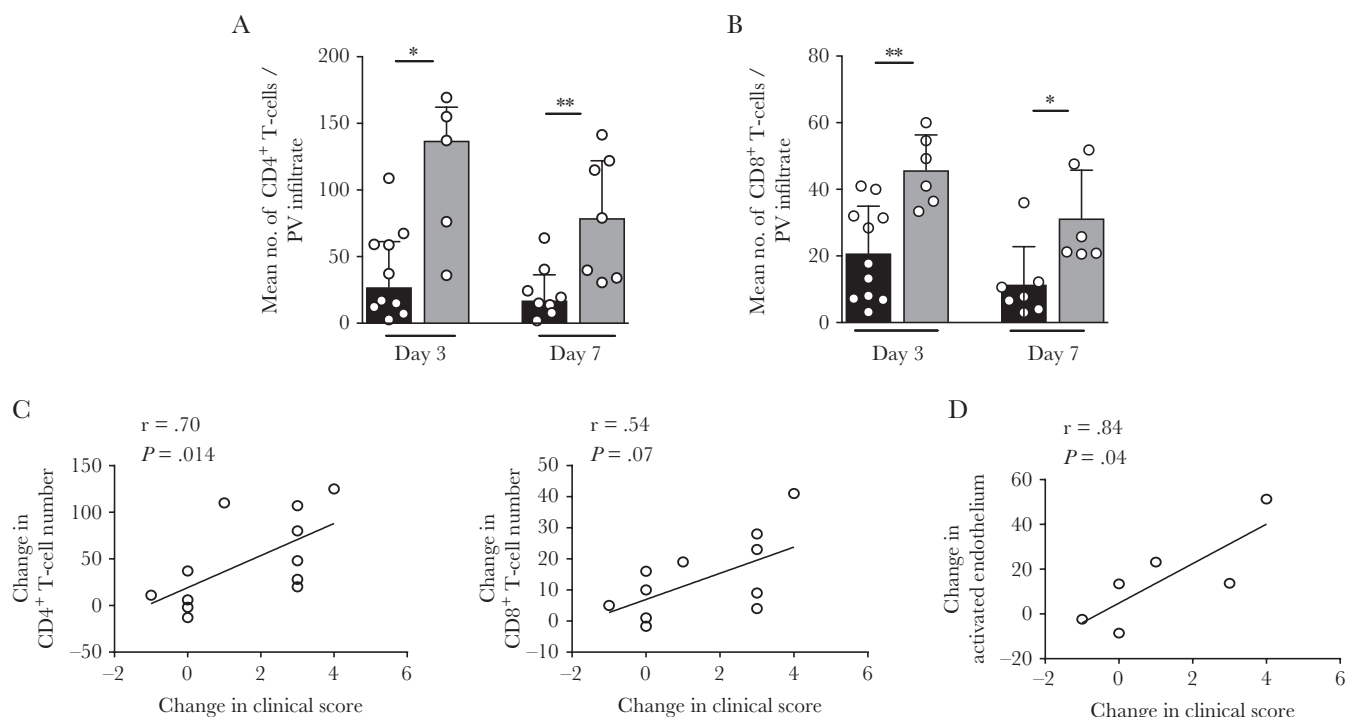 A
Mean no. of CD4⁺ T-cells /
PV infiltrate
200
150
100
50
0
*
**
Day 3
Day 7
B
Mean no. of CD8⁺ T-cells /
PV infiltrate
80
60
40
20
0
**
*
Day 3
Day 7
C
r = .70
P = .014
Change in
CD4⁺ T-cell number
150
100
50
0
−50
−2
0
2
4
6
Change in clinical score
r = .54
P = .07
Change in
CD8⁺ T-cell number
50
40
30
20
10
0
−10
−2
0
2
4
6
Change in clinical score
D
r = .84
P = .04
Change in
activated endothelium
60
40
20
0
−20
−2
0
2
4
6
Change in clinical score